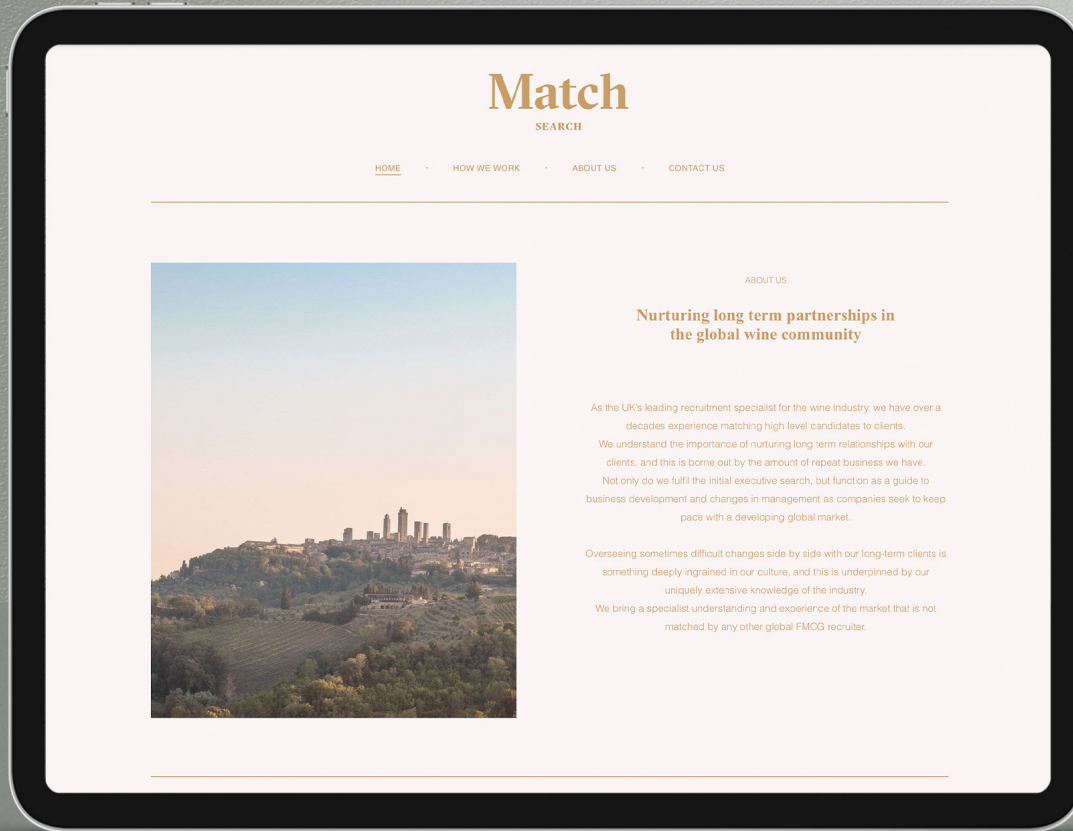 Match
SEARCH
HOME · HOW WE WORK · ABOUT US · CONTACT US
ABOUT US
Nurturing long term partnerships in
the global wine community
As the UK's leading recruitment specialist for the wine industry, we have over a
decades experience matching high level candidates to clients.
We understand the importance of nurturing long term relationships with our
clients, and this is borne out by the amount of repeat business we have.
Not only do we fulfil the initial executive search, but function as a guide to
business development and changes in management as companies seek to keep
pace with a developing global market.
Overseeing sometimes difficult changes side by side with our long-term clients is
something deeply ingrained in our culture, and this is underpinned by our
uniquely extensive knowledge of the industry.
We bring a specialist understanding and experience of the market that is not
matched by any other global FMCG recruiter.